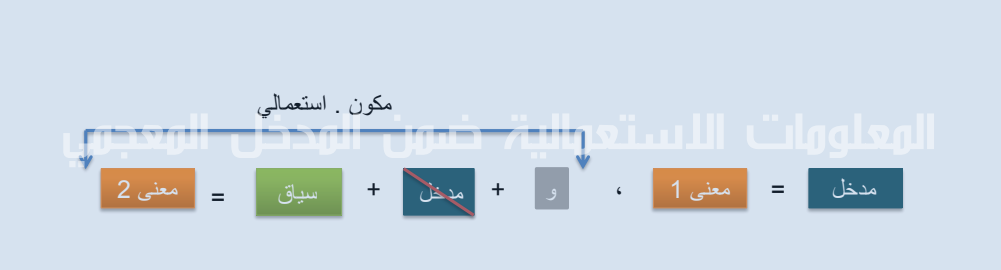 مكون . استعمالي
المعلومات الاستعمالية ضمن المدخل المعجمي
مدخل = معنى 1 ، و + مدخل + سياق = معنى 2